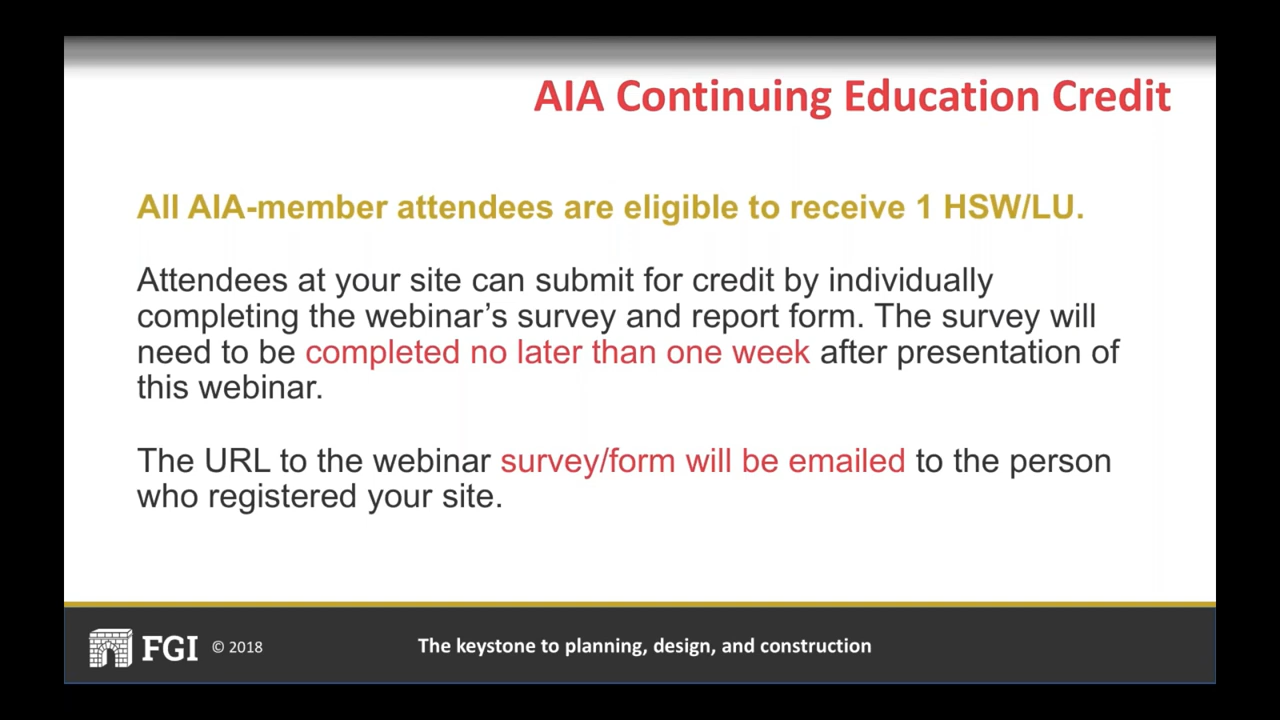 AIA Continuing Education Credit
All AIA-member attendees are eligible to receive 1 HSW/LU.
Attendees at your site can submit for credit by individually
completing the webinar’s survey and report form. The survey will
need to be completed no later than one week after presentation of
this webinar.
The URL to the webinar survey/form will be emailed to the person
who registered your site.
FGI © 2018 The keystone to planning, design, and construction